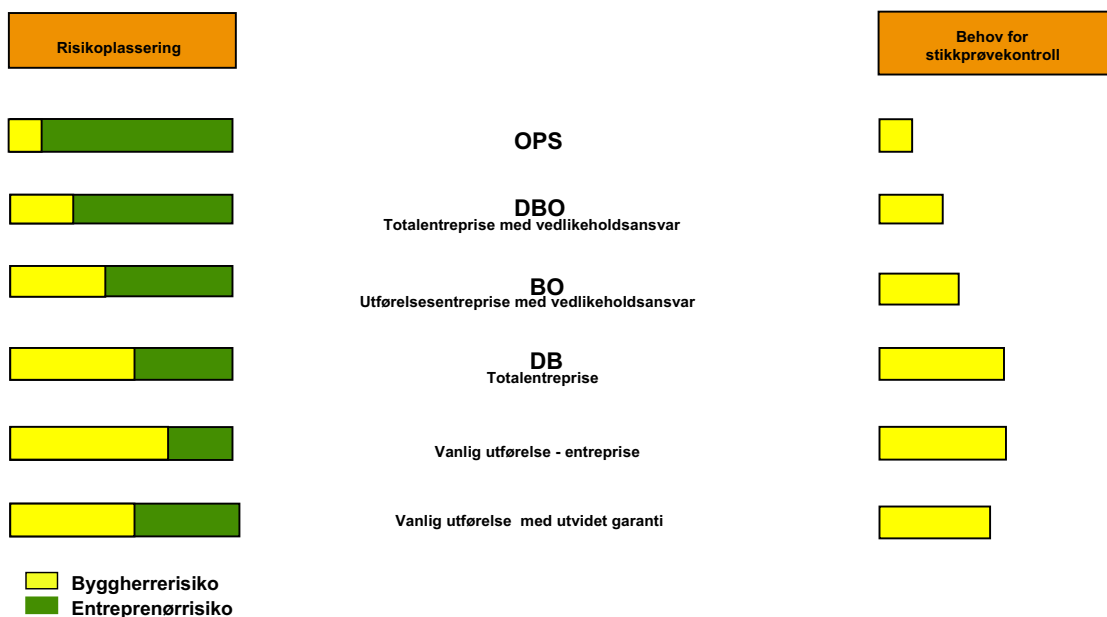 Risikoplassering
Behov for
stikkprøvekontroll
OPS
DBO
Totalentreprise med vedlikeholdsansvar
BO
Utførelsesentreprise med vedlikeholdsansvar
DB
Totalentreprise
Vanlig utførelse - entreprise
Vanlig utførelse med utvidet garanti
Byggherrerisiko
Entreprenørrisiko